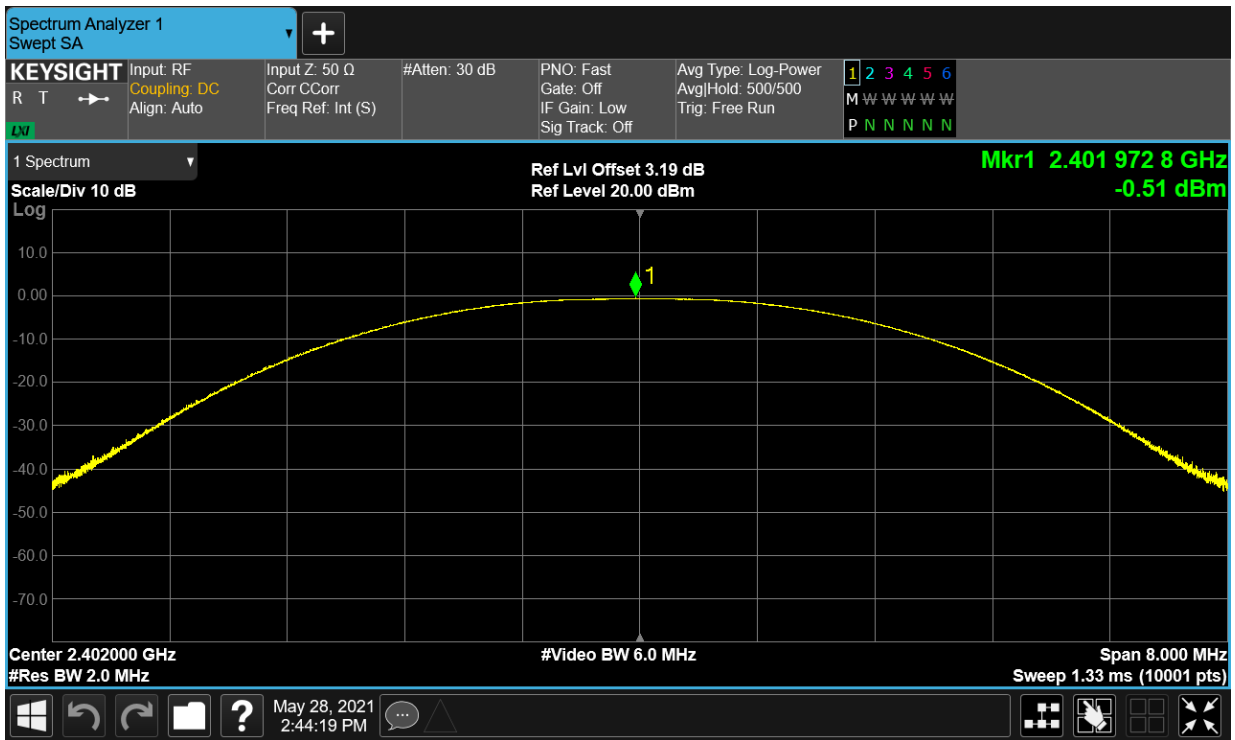 Spectrum Analyzer 1
Swept SA
KEYSIGHT
R T
LXI
Input: RF
Coupling: DC
Align: Auto
Input Z: 50 Ω
Corr CCorr
Freq Ref: Int (S)
#Atten: 30 dB
PNO: Fast
Gate: Off
IF Gain: Low
Sig Track: Off
Avg Type: Log-Power
Avg|Hold: 500/500
Trig: Free Run
1 2 3 4 5 6
M W W W W W
P N N N N N
1 Spectrum
Scale/Div 10 dB
Ref Lvl Offset 3.19 dB
Ref Level 20.00 dBm
Mkr1 2.401 972 8 GHz
-0.51 dBm
Log
10.0
0.00
-10.0
-20.0
-30.0
-40.0
-50.0
-60.0
-70.0
1
Center 2.402000 GHz
#Res BW 2.0 MHz
#Video BW 6.0 MHz
Span 8.000 MHz
Sweep 1.33 ms (10001 pts)
?
May 28, 2021
2:44:19 PM